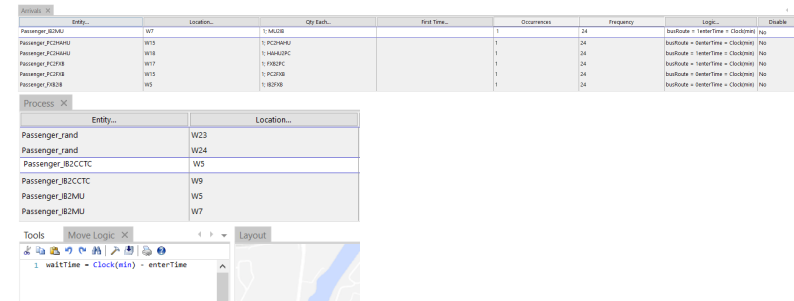 Arrivals ×
Entity... Location... Qty Each... First Time... Occurrences Frequency Logic... Disable
Passenger_IB2MU W7 1; MU2IB 1 24 busRoute = 1enterTime = Clock(min) No
Passenger_PC2HAHU W15 1; PC2HAHU 1 24 busRoute = 0enterTime = Clock(min) No
Passenger_PC2HAHU W18 1; HAHU2PC 1 24 busRoute = 1enterTime = Clock(min) No
Passenger_PC2FXB W17 1; FXB2PC 1 24 busRoute = 1enterTime = Clock(min) No
Passenger_PC2FXB W15 1; PC2FXB 1 24 busRoute = 0enterTime = Clock(min) No
Passenger_FXB2IB W5 1; IB2FXB 1 24 busRoute = 0enterTime = Clock(min) No
Process ×
Entity... Location...
Passenger_rand W23
Passenger_rand W24
Passenger_IB2CCTC W5
Passenger_IB2CCTC W9
Passenger_IB2MU W5
Passenger_IB2MU W7
Tools Move Logic × Layout
1 waitTime = Clock(min) - enterTime